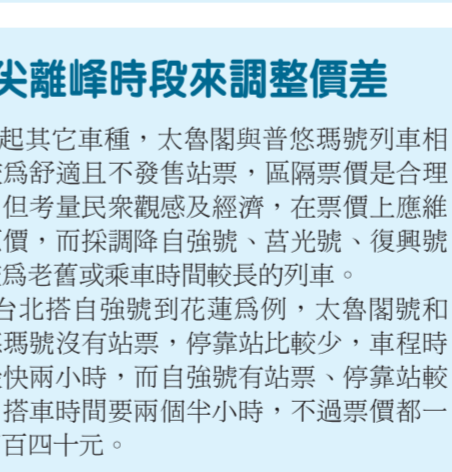 尖離峰時段來調整價差
起其它車種，太魯閣與普悠瑪號列車相
為舒適且不發售站票，區隔票價是合理
但考量民眾觀感及經濟，在票價上應維
價，而採調降自強號、莒光號、復興號
為老舊或乘車時間較長的列車。
台北搭自強號到花蓮為例，太魯閣號和
瑪號沒有站票，停靠站比較少，車程時
快兩小時，而自強號有站票、停靠站較
搭車時間要兩個半小時，不過票價都一
百四十元。